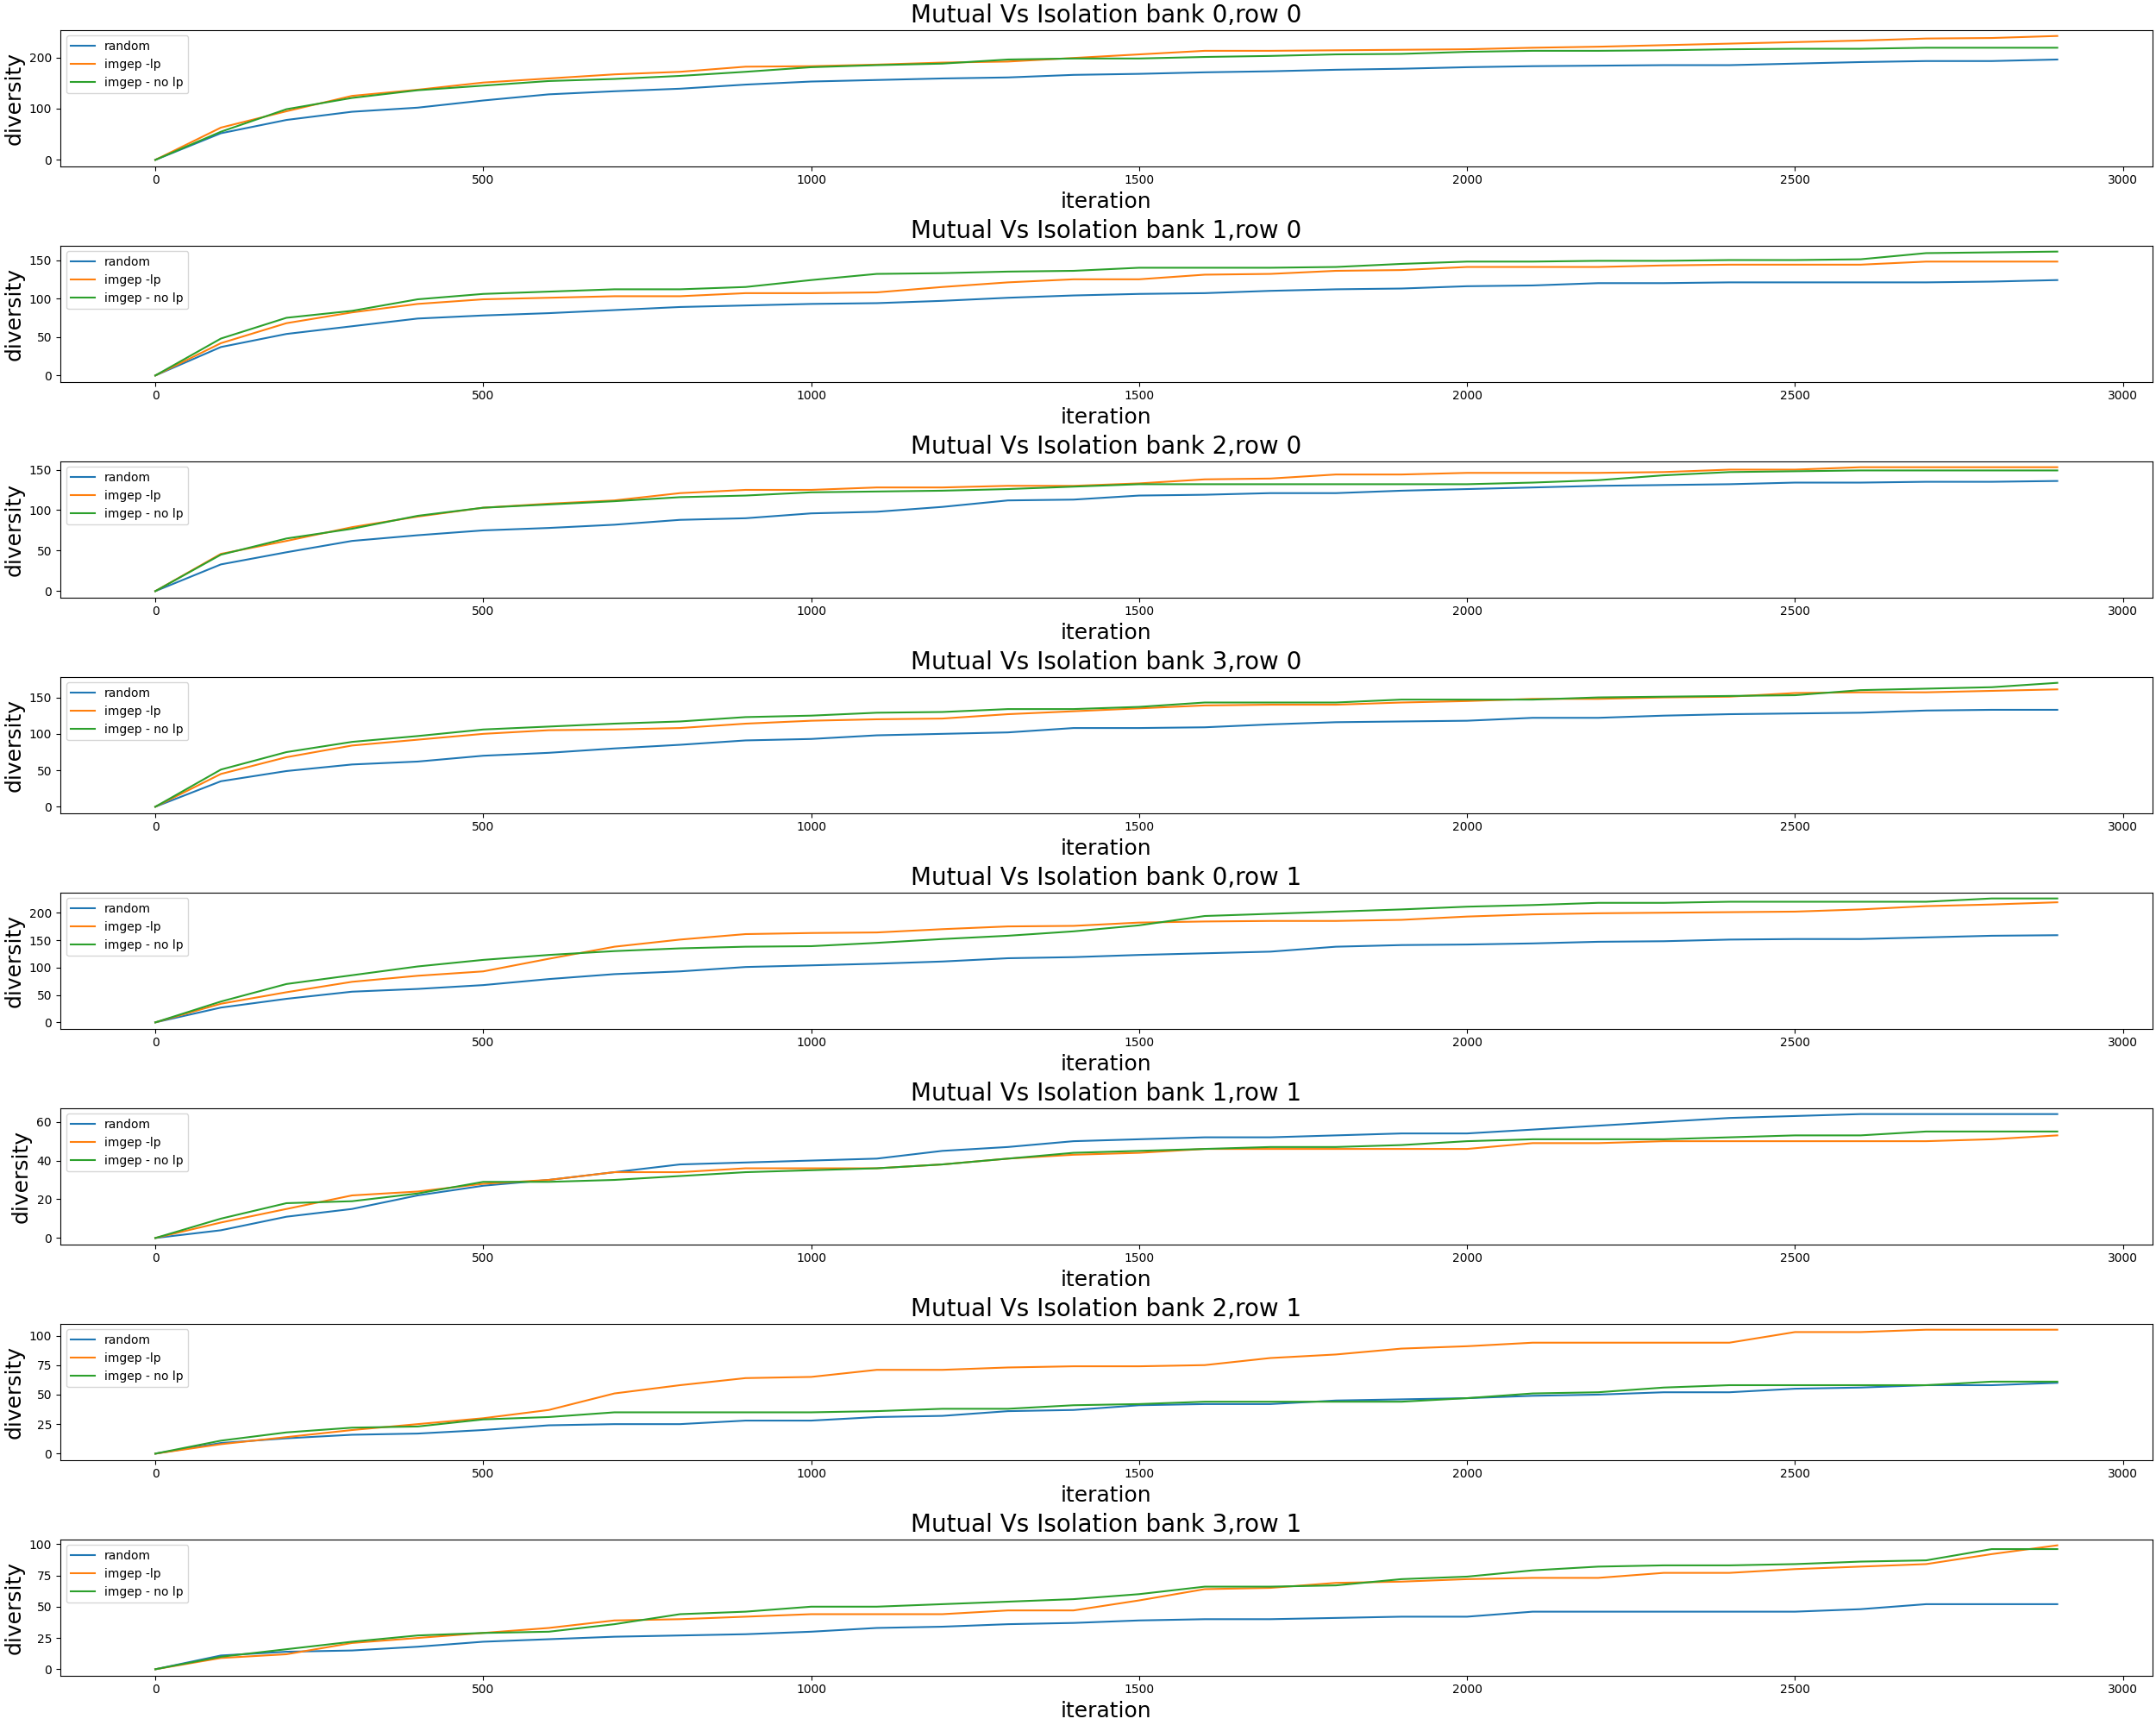 Mutual Vs Isolation bank 0,row 0
random
imgep -lp
imgep - no lp
200
100
0
diversity
0 500 1000 1500 2000 2500 3000
iteration
Mutual Vs Isolation bank 1,row 0
random
imgep -lp
imgep - no lp
150
100
50
0
diversity
0 500 1000 1500 2000 2500 3000
iteration
Mutual Vs Isolation bank 2,row 0
random
imgep -lp
imgep - no lp
150
100
50
0
diversity
0 500 1000 1500 2000 2500 3000
iteration
Mutual Vs Isolation bank 3,row 0
random
imgep -lp
imgep - no lp
150
100
50
0
diversity
0 500 1000 1500 2000 2500 3000
iteration
Mutual Vs Isolation bank 0,row 1
random
imgep -lp
imgep - no lp
200
150
100
50
0
diversity
0 500 1000 1500 2000 2500 3000
iteration
Mutual Vs Isolation bank 1,row 1
random
imgep -lp
imgep - no lp
60
40
20
0
diversity
0 500 1000 1500 2000 2500 3000
iteration
Mutual Vs Isolation bank 2,row 1
random
imgep -lp
imgep - no lp
100
75
50
25
0
diversity
0 500 1000 1500 2000 2500 3000
iteration
Mutual Vs Isolation bank 3,row 1
random
imgep -lp
imgep - no lp
100
75
50
25
0
diversity
0 500 1000 1500 2000 2500 3000
iteration